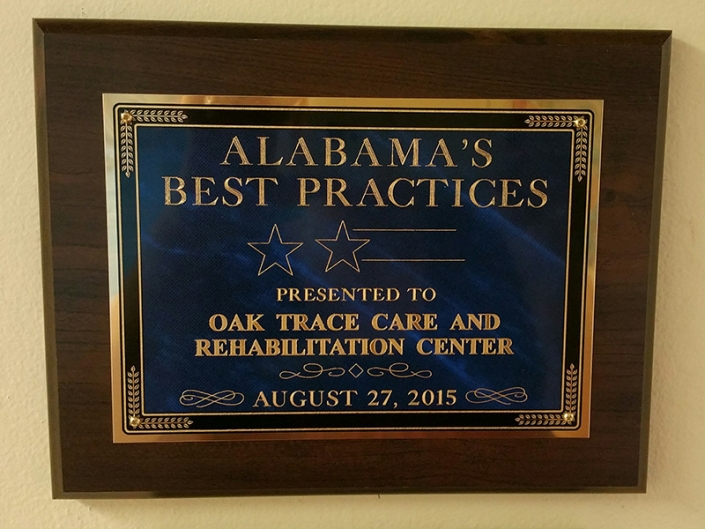 ALABAMA'S
BEST PRACTICES
PRESENTED TO
OAK TRACE CARE AND
REHABILITATION CENTER
AUGUST 27, 2015